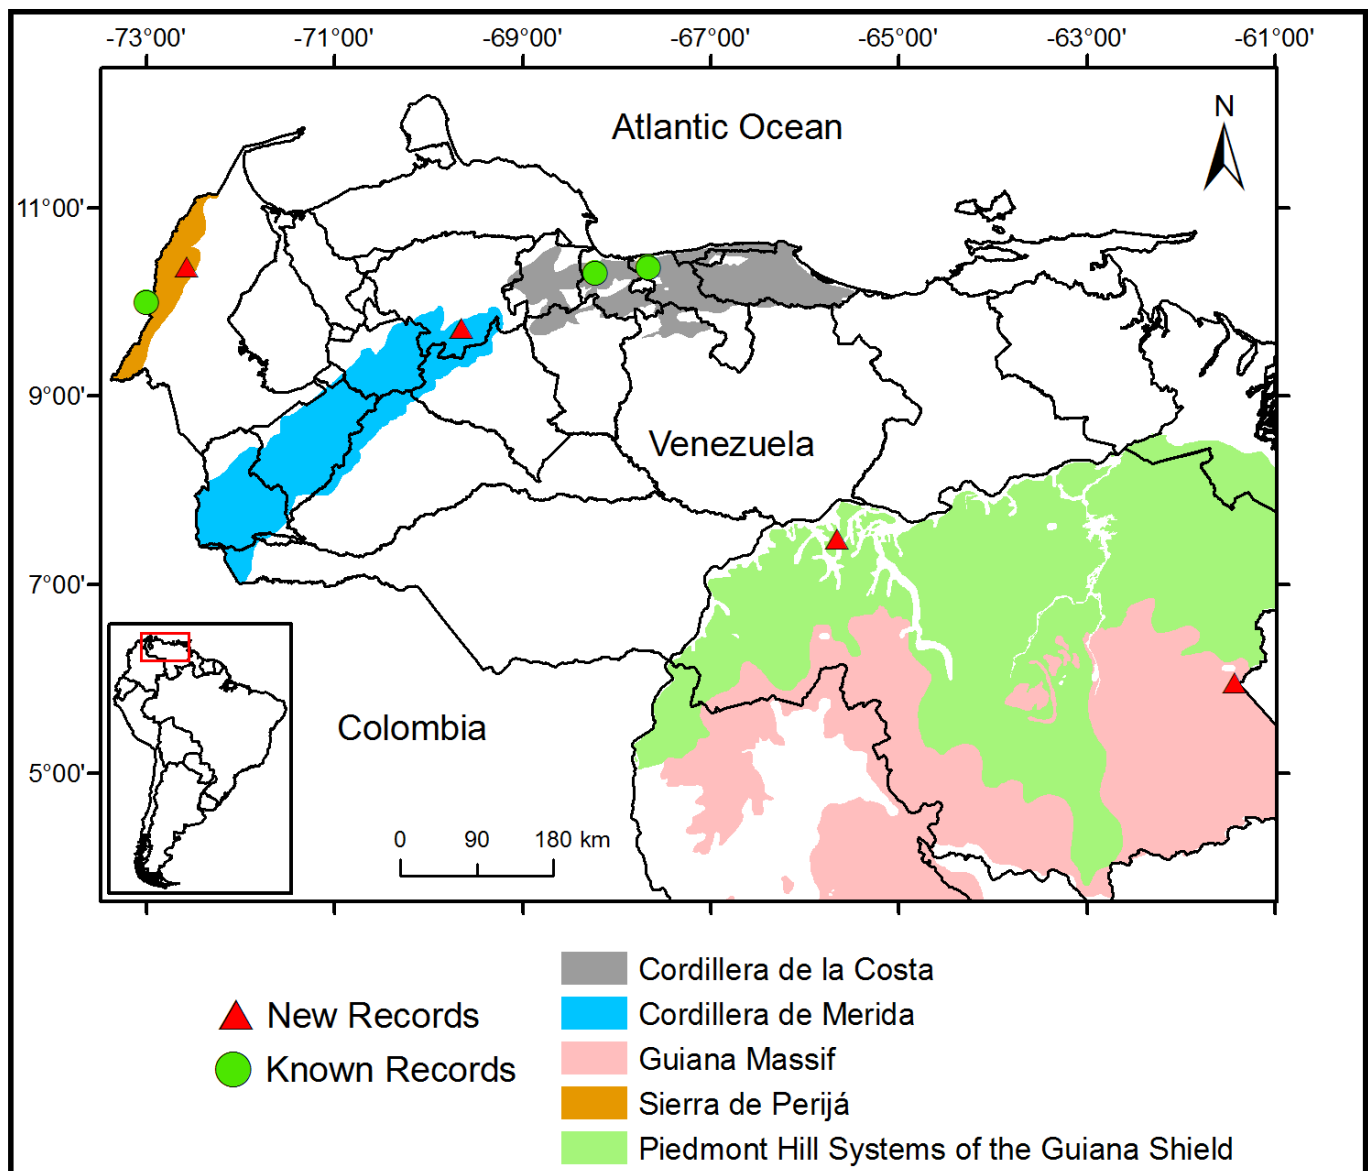 -73°00' -71°00' -69°00' -67°00' -65°00' -63°00' -61°00'
N
Atlantic Ocean
11°00'
9°00'
Venezuela
7°00'
Colombia
5°00'
0 90 180 km
New Records
Known Records
Cordillera de la Costa
Cordillera de Merida
Guiana Massif
Sierra de Perijá
Piedmont Hill Systems of the Guiana Shield